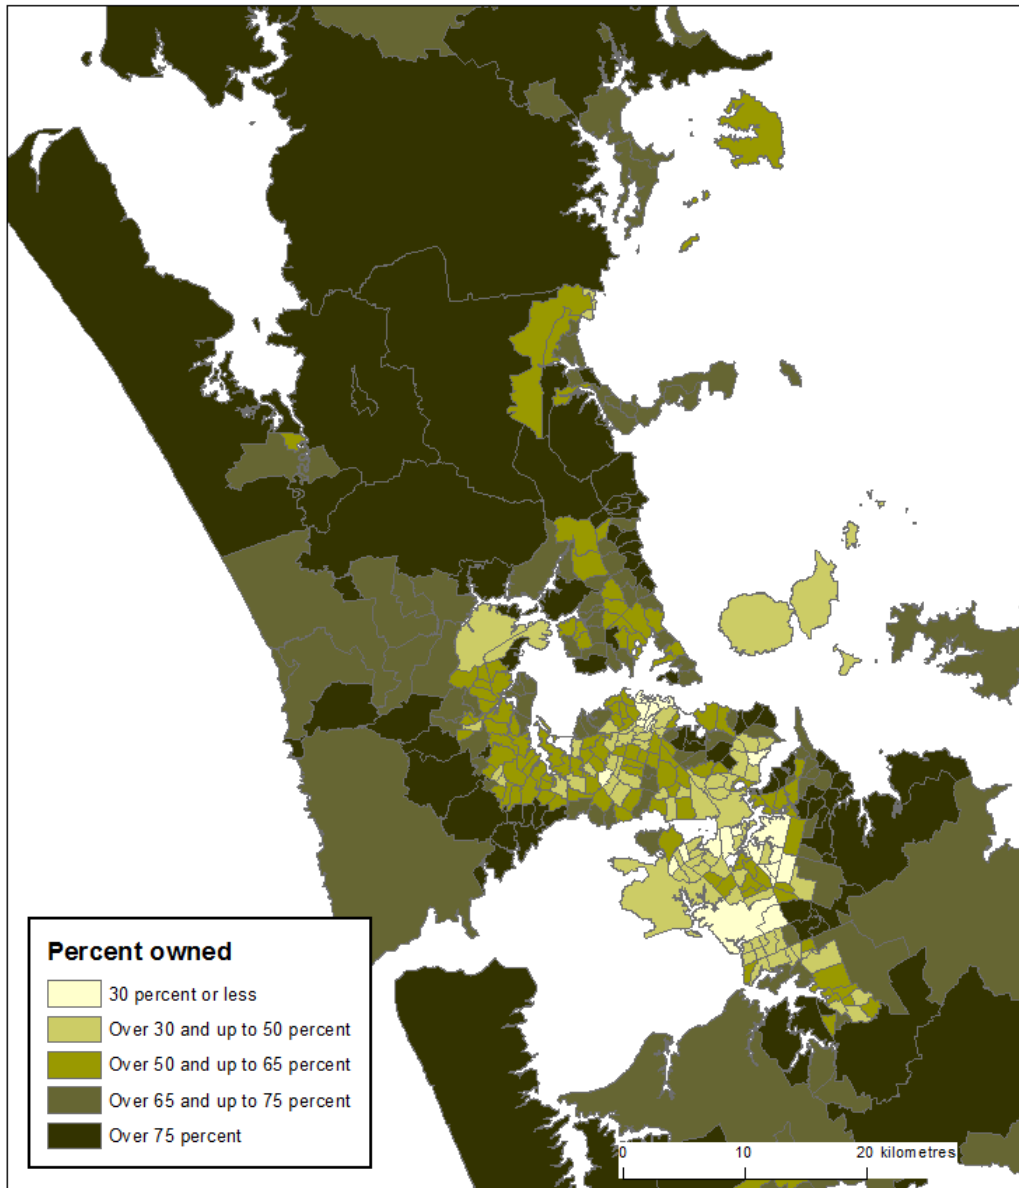 Percent owned
30 percent or less
Over 30 and up to 50 percent
Over 50 and up to 65 percent
Over 65 and up to 75 percent
Over 75 percent
0 10 20 kilometres